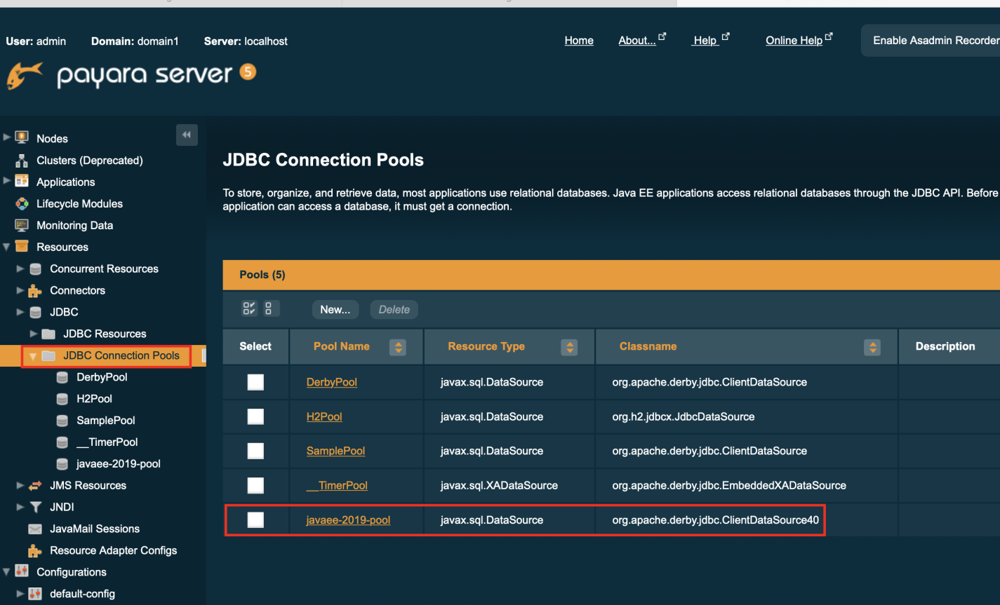 User: admin Domain: domain1 Server: localhost Home About... Help Online Help Enable Asadmin Recorder
payara server 5
Nodes
Clusters (Deprecated)
Applications
Lifecycle Modules
Monitoring Data
Resources
Concurrent Resources
Connectors
JDBC
JDBC Resources
JDBC Connection Pools
DerbyPool
H2Pool
SamplePool
__TimerPool
javaee-2019-pool
JMS Resources
JNDI
JavaMail Sessions
Resource Adapter Configs
Configurations
default-config
JDBC Connection Pools
To store, organize, and retrieve data, most applications use relational databases. Java EE applications access relational databases through the JDBC API. Before
application can access a database, it must get a connection.
Pools (5)
New... Delete
Select Pool Name Resource Type Classname Description
DerbyPool javax.sql.DataSource org.apache.derby.jdbc.ClientDataSource
H2Pool javax.sql.DataSource org.h2.jdbcx.JdbcDataSource
SamplePool javax.sql.DataSource org.apache.derby.jdbc.ClientDataSource
__TimerPool javax.sql.XADataSource org.apache.derby.jdbc.EmbeddedXADataSource
javaee-2019-pool javax.sql.DataSource org.apache.derby.jdbc.ClientDataSource40